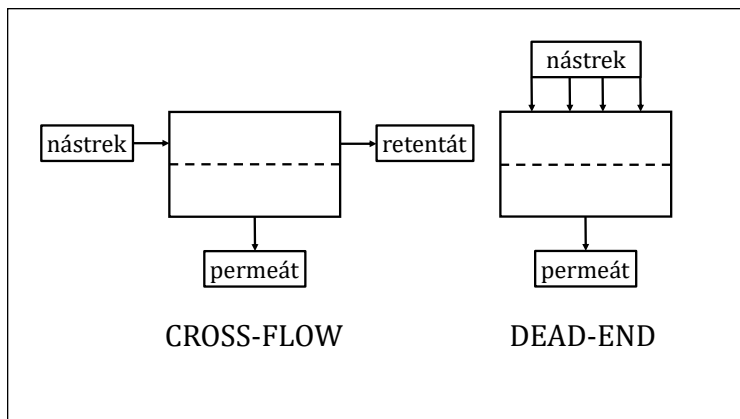 nástrek
retentát
permeát
CROSS-FLOW
nástrek
permeát
DEAD-END